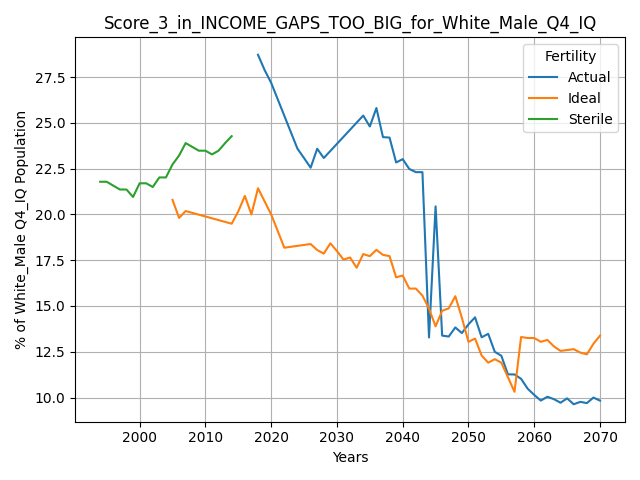 Score_3_in_INCOME_GAPS_TOO_BIG_for_White_Male_Q4_IQ
% of White_Male Q4_IQ Population
27.5
25.0
22.5
20.0
17.5
15.0
12.5
10.0
Fertility
Actual
Ideal
Sterile
2000 2010 2020 2030 2040 2050 2060 2070
Years